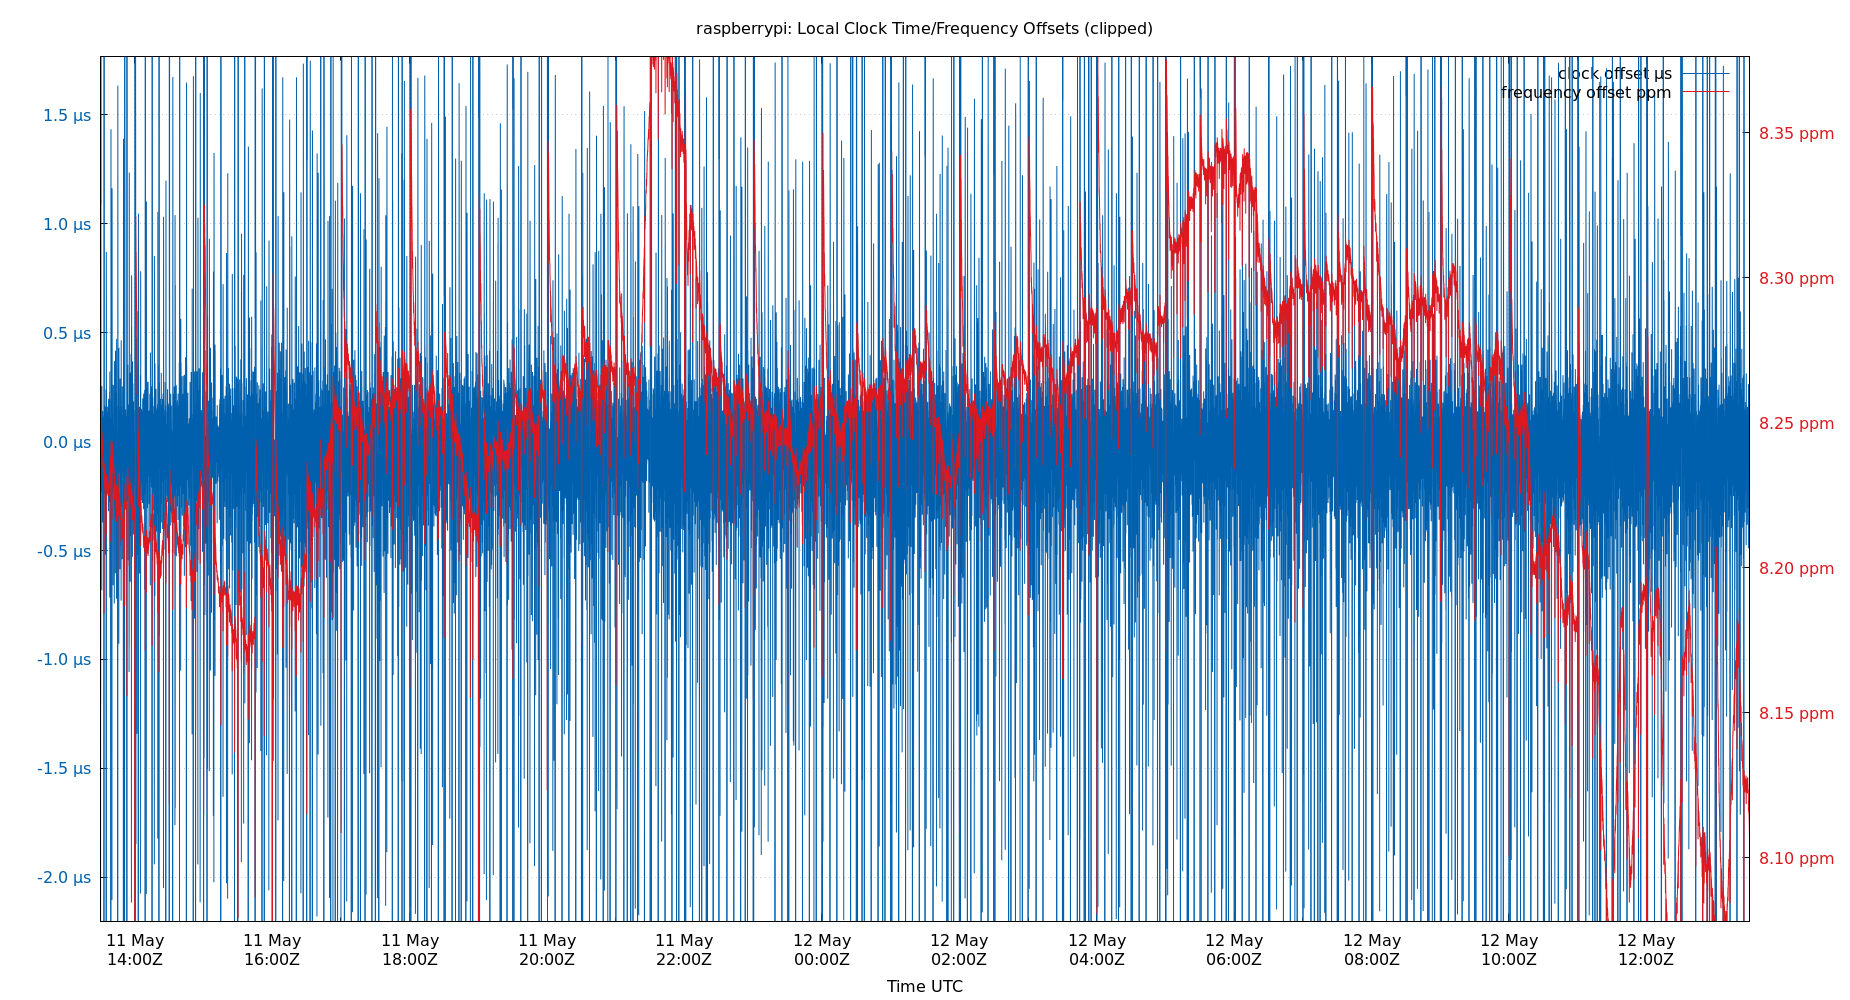 raspberrypi: Local Clock Time/Frequency Offsets (clipped)
clock offset µs
frequency offset ppm
1.5 µs
1.0 µs
0.5 µs
0.0 µs
-0.5 µs
-1.0 µs
-1.5 µs
-2.0 µs
8.35 ppm
8.30 ppm
8.25 ppm
8.20 ppm
8.15 ppm
8.10 ppm
11 May 11 May 11 May 11 May 11 May 12 May 12 May 12 May 12 May 12 May 12 May 12 May
14:00Z 16:00Z 18:00Z 20:00Z 22:00Z 00:00Z 02:00Z 04:00Z 06:00Z 08:00Z 10:00Z 12:00Z
Time UTC